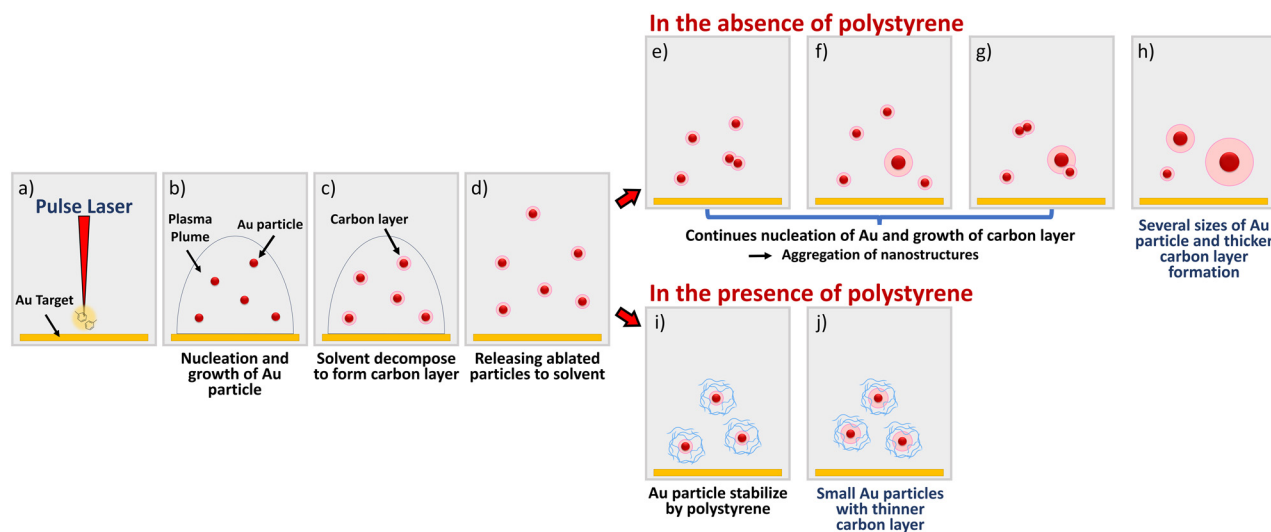 a)
Pulse Laser
Au Target
b)
Plasma
Plume
Au particle
Nucleation and
growth of Au
particle
c)
Carbon layer
Solvent decompose
to form carbon layer
d)
Releasing ablated
particles to solvent
In the absence of polystyrene
e)
f)
g)
Continues nucleation of Au and growth of carbon layer
Aggregation of nanostructures
h)
Several sizes of Au
particle and thicker
carbon layer
formation
In the presence of polystyrene
i)
Au particle stabilize
by polystyrene
j)
Small Au particles
with thinner
carbon layer